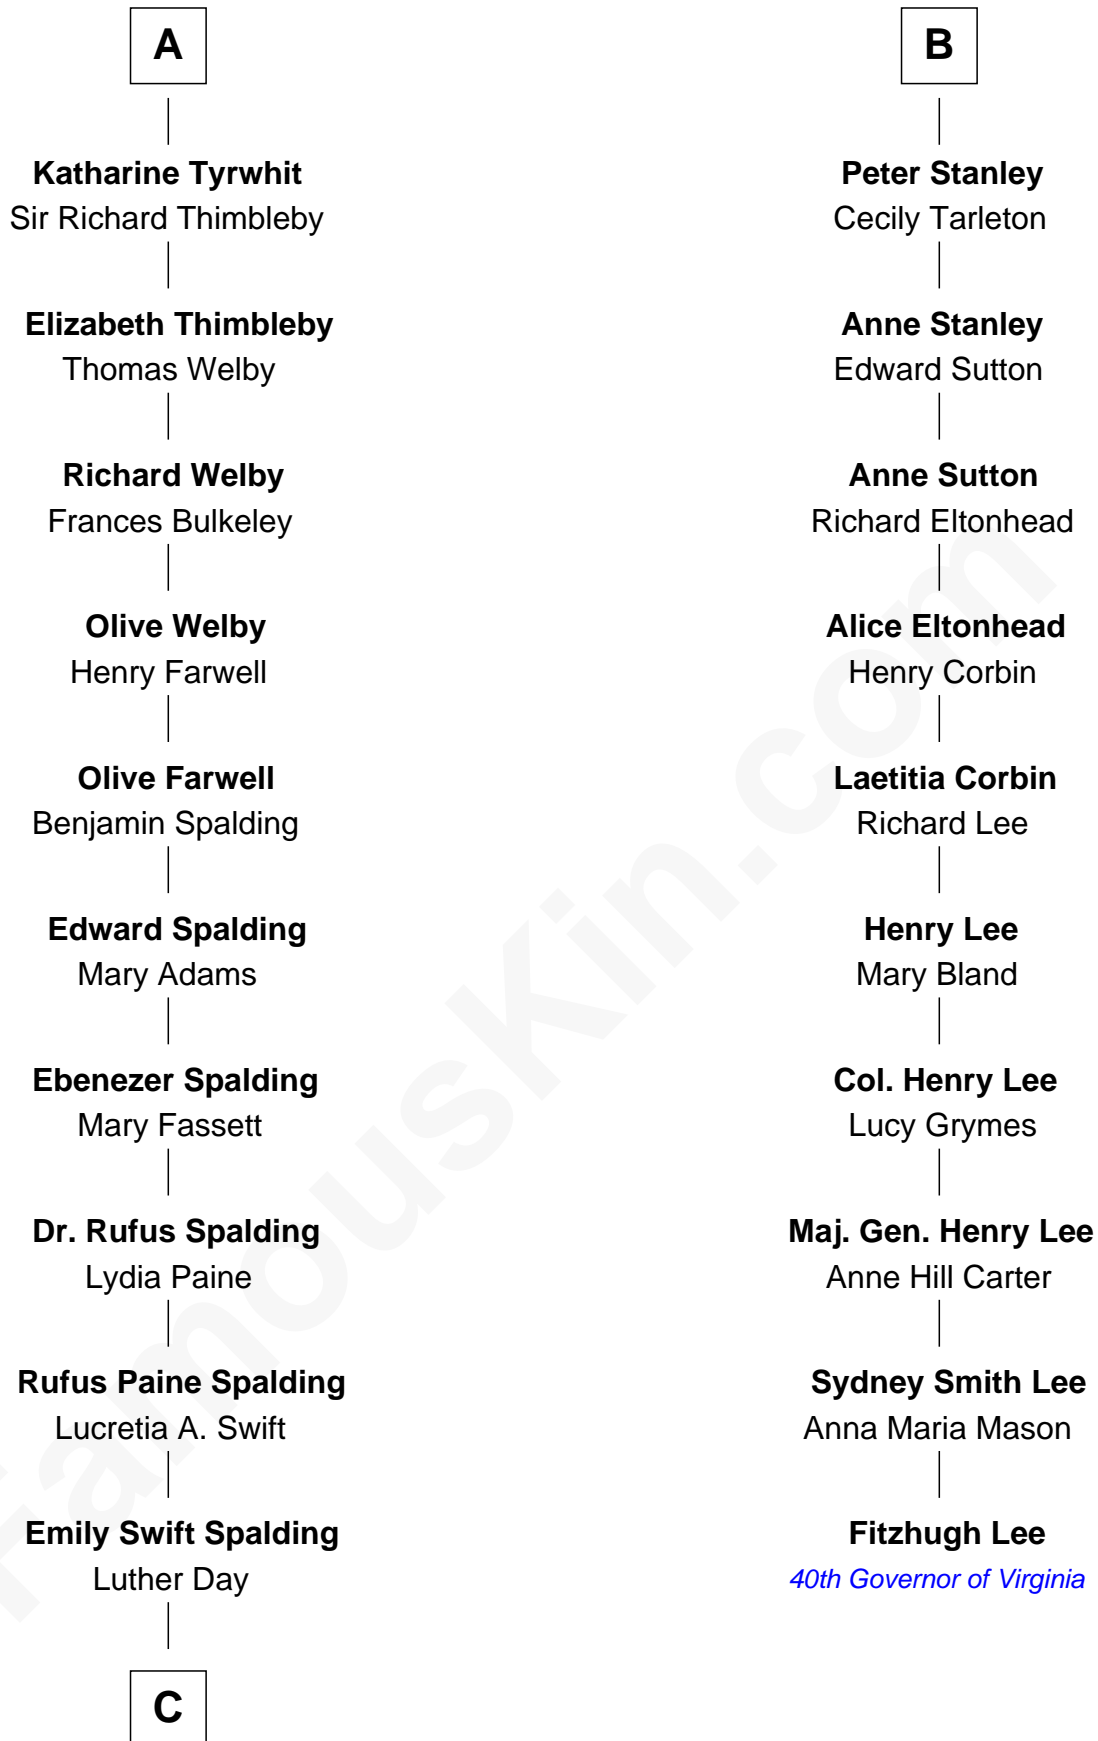 A
Katharine Tyrwhit
Sir Richard Thimbleby
Elizabeth Thimbleby
Thomas Welby
Richard Welby
Frances Bulkeley
Olive Welby
Henry Farwell
Olive Farwell
Benjamin Spalding
Edward Spalding
Mary Adams
Ebenezer Spalding
Mary Fassett
Dr. Rufus Spalding
Lydia Paine
Rufus Paine Spalding
Lucretia A. Swift
Emily Swift Spalding
Luther Day
C
B
Peter Stanley
Cecily Tarleton
Anne Stanley
Edward Sutton
Anne Sutton
Richard Eltonhead
Alice Eltonhead
Henry Corbin
Laetitia Corbin
Richard Lee
Henry Lee
Mary Bland
Col. Henry Lee
Lucy Grymes
Maj. Gen. Henry Lee
Anne Hill Carter
Sydney Smith Lee
Anna Maria Mason
Fitzhugh Lee
40th Governor of Virginia
FamousKin.com